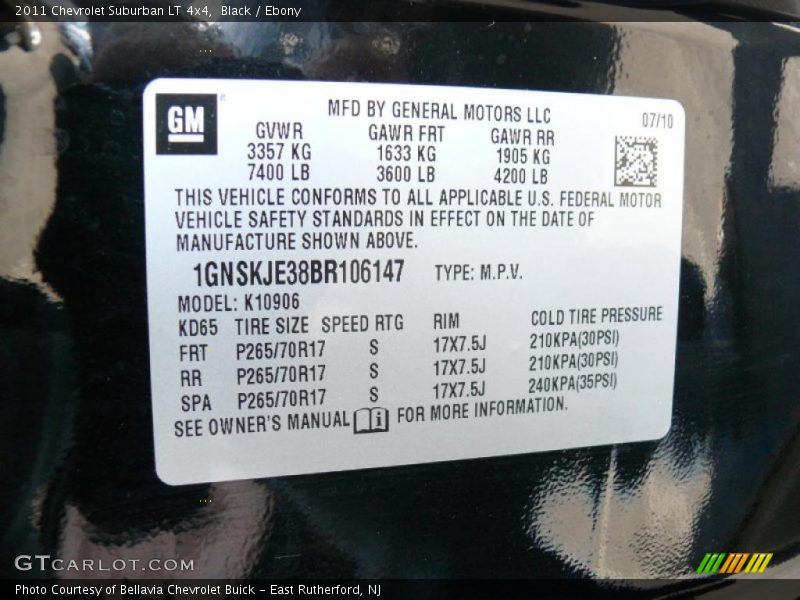 2011 Chevrolet Suburban LT 4x4, Black / Ebony
GM
MFD BY GENERAL MOTORS LLC
07/10
GVWR GAWR FRT GAWR RR
3357 KG 1633 KG 1905 KG
7400 LB 3600 LB 4200 LB
THIS VEHICLE CONFORMS TO ALL APPLICABLE U.S. FEDERAL MOTOR
VEHICLE SAFETY STANDARDS IN EFFECT ON THE DATE OF
MANUFACTURE SHOWN ABOVE.
1GNSKJE38BR106147 TYPE: M.P.V.
MODEL: K10906
KD65 TIRE SIZE SPEED RTG RIM COLD TIRE PRESSURE
FRT P265/70R17 S 17X7.5J 210KPA(30PSI)
RR P265/70R17 S 17X7.5J 210KPA(30PSI)
SPA P265/70R17 S 17X7.5J 240KPA(35PSI)
SEE OWNER'S MANUAL i FOR MORE INFORMATION.
GTCARLOT.COM
Photo Courtesy of Bellavia Chevrolet Buick – East Rutherford, NJ